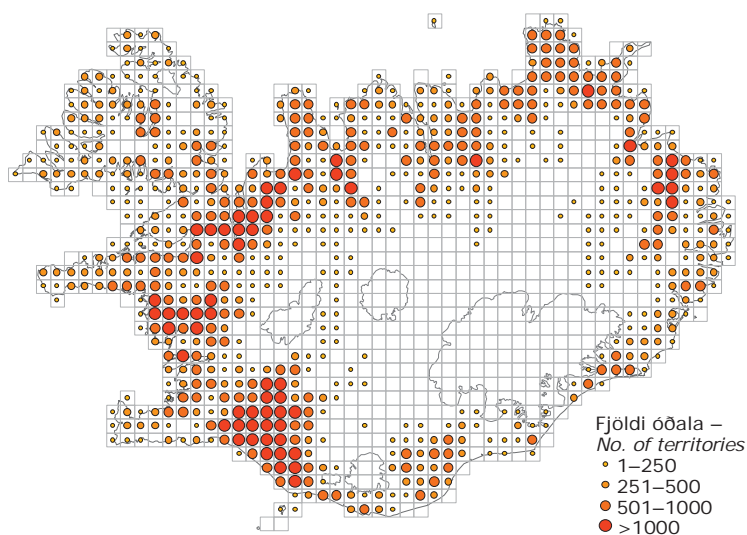 Fjöldi óðala –
No. of territories
1–250
251–500
501–1000
>1000